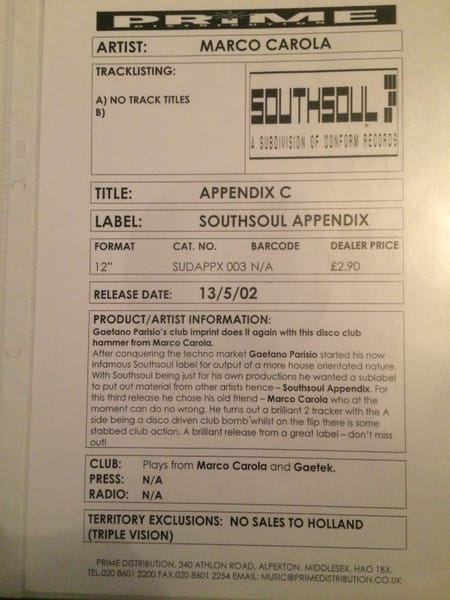 PRIME
DISTRIBUTION
ARTIST: MARCO CAROLA
TRACKLISTING:
A) NO TRACK TITLES
B)
SOUTHSOUL
A SUBDIVISION OF CONFORM RECORDS
TITLE: APPENDIX C
LABEL: SOUTHSOUL APPENDIX
FORMAT CAT. NO. BARCODE DEALER PRICE
12" SUDAPPX 003 N/A £2.90
RELEASE DATE: 13/5/02
PRODUCT/ARTIST INFORMATION:
Gaetano Parisio's club imprint does it again with this disco club
hammer from Marco Carola.
After conquering the techno market Gaetano Parisio started his now
infamous Southsoul label for output of a more house orientated nature.
With Southsoul being just for his own productions he wanted a sublabel
to put out material from other artists hence – Southsoul Appendix. For
this third release he chose his old friend – Marco Carola who at the
moment can do no wrong. He turns out a brilliant 2 tracker with the A
side being a disco driven club bomb whilst on the flip there is some
stabbed club action. A brilliant release from a great label – don't miss
out!
CLUB: Plays from Marco Carola and Gaetek.
PRESS: N/A
RADIO: N/A
TERRITORY EXCLUSIONS: NO SALES TO HOLLAND
(TRIPLE VISION)
PRIME DISTRIBUTION, 340 ATHLON ROAD, ALPERTON, MIDDLESEX, HAO 1BX.
TEL.020 8601 2200 FAX.020 8601 2254 EMAIL: MUSIC@PRIMEDISTRIBUTION.CO.UK